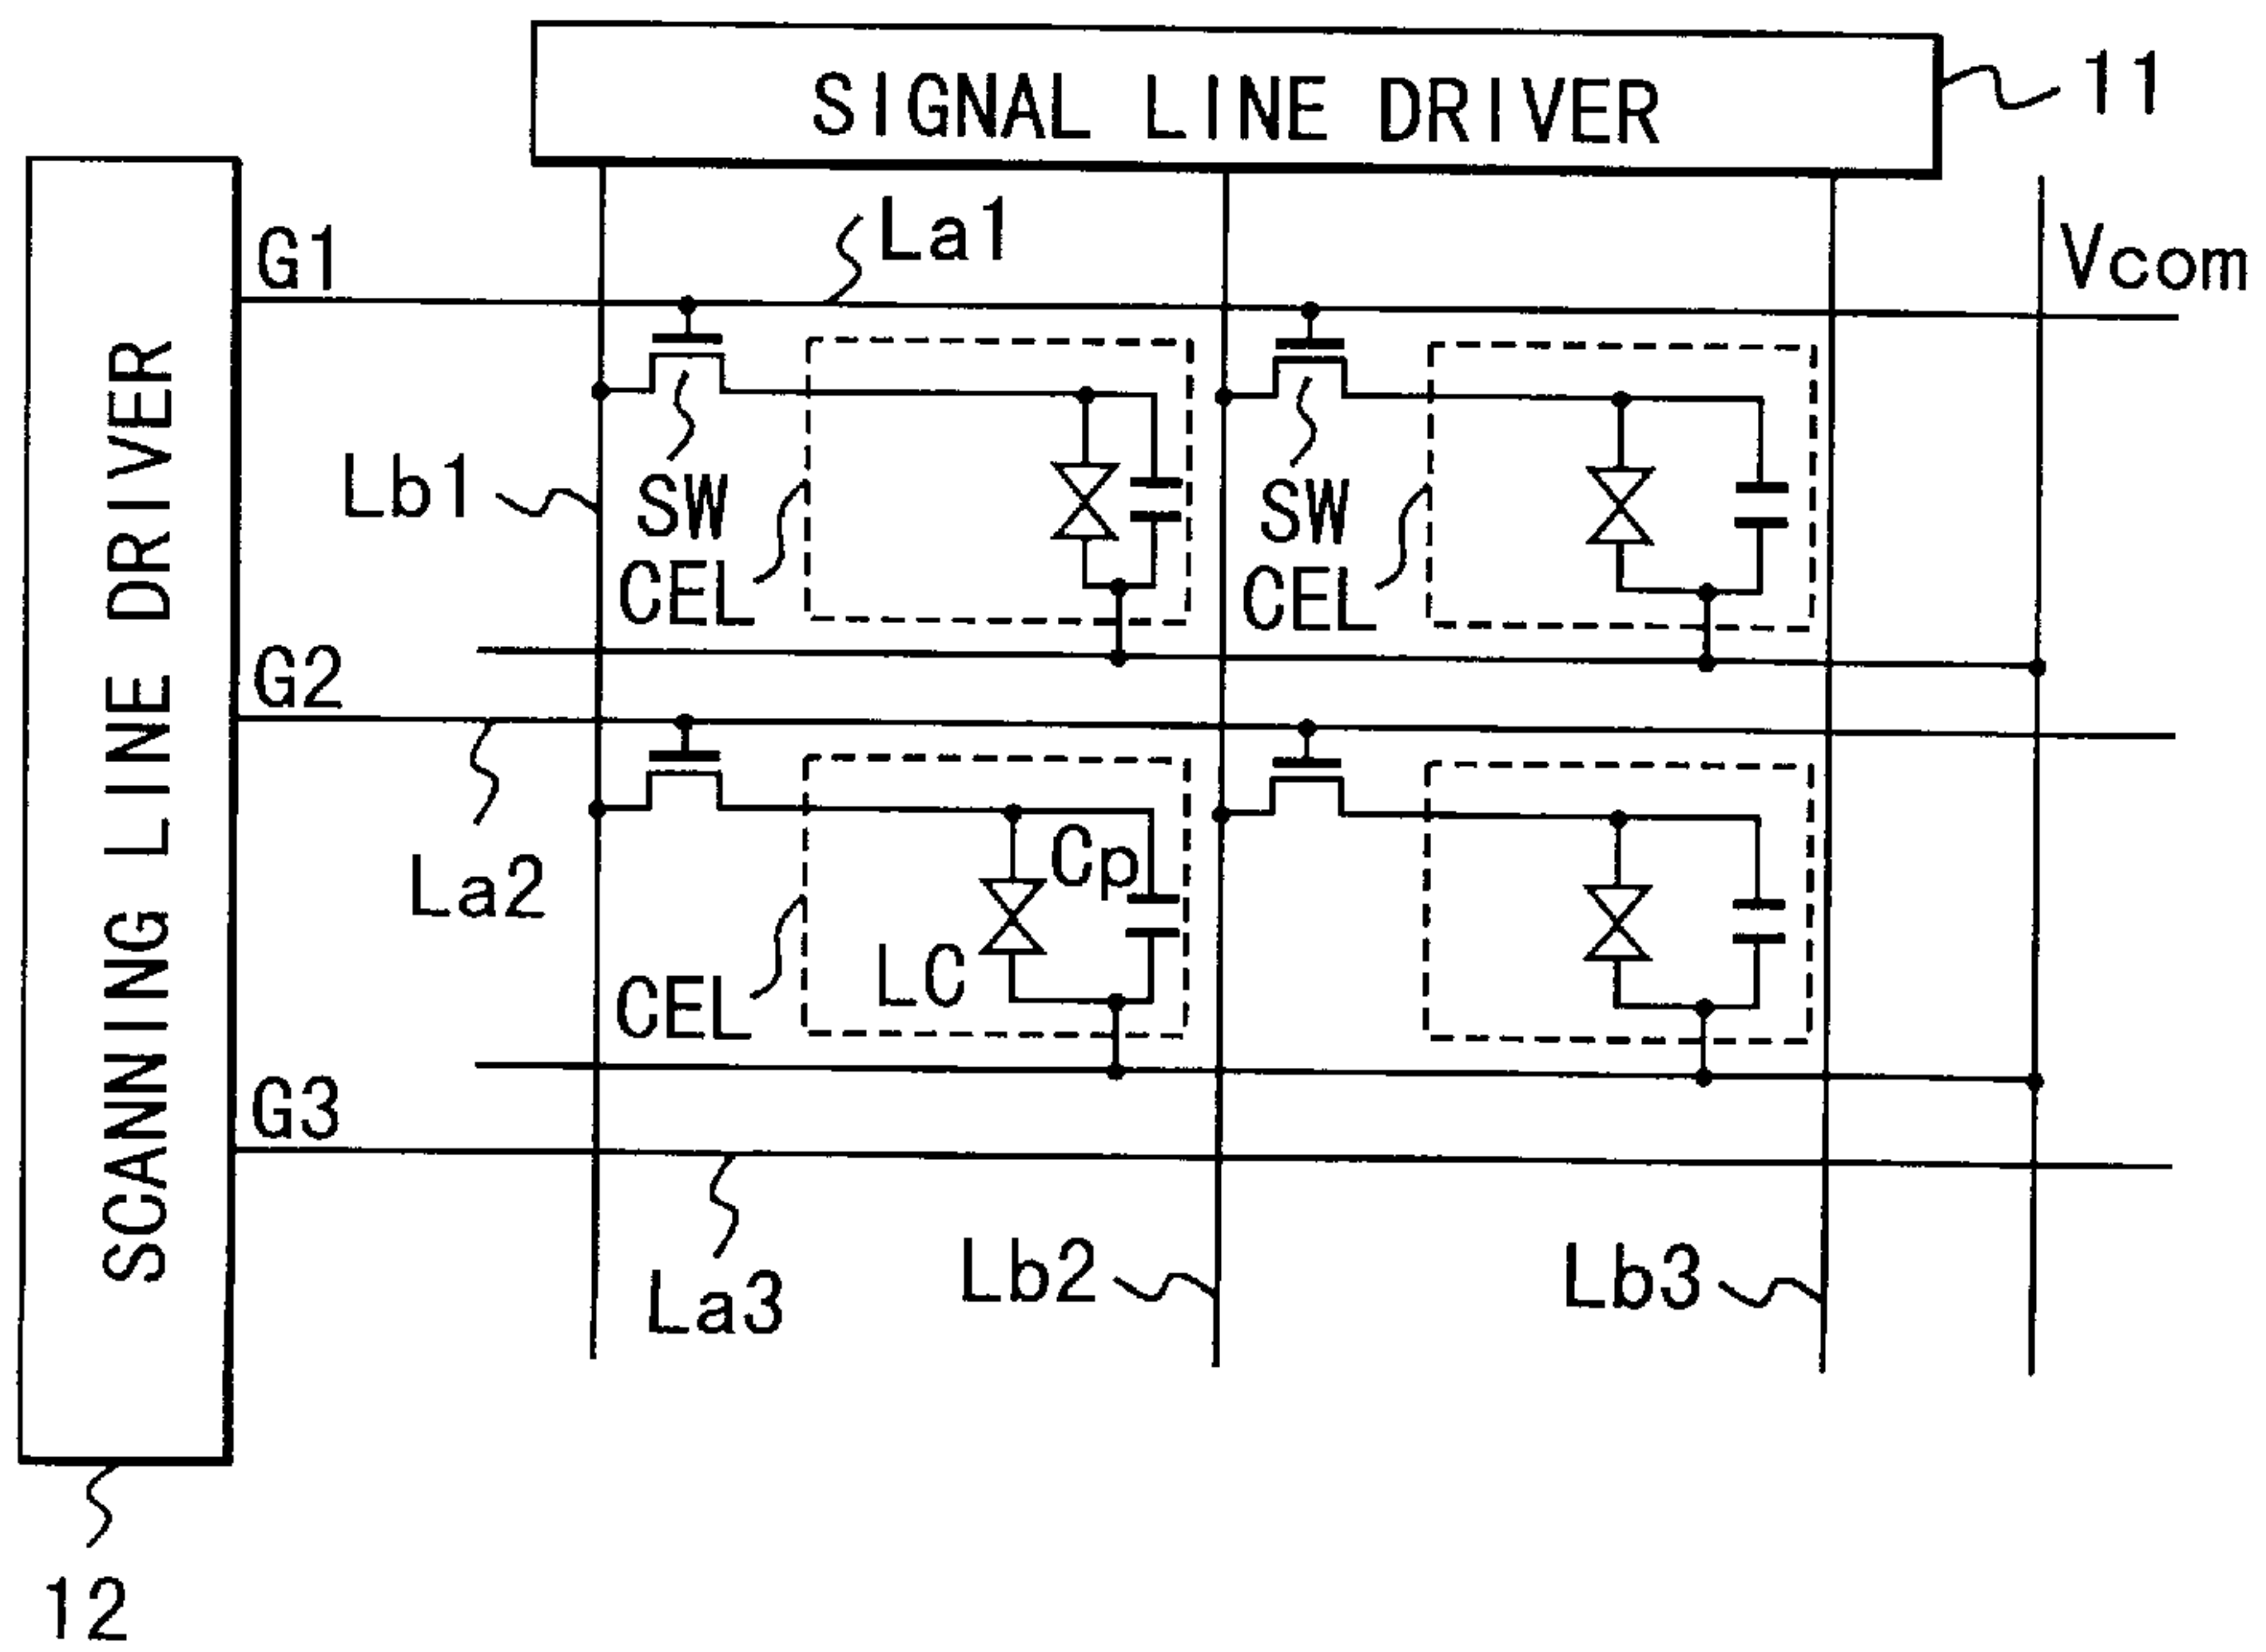 SIGNAL LINE DRIVER
11
SCANNING LINE DRIVER
G1
La1
Vcom
Lb1
SW
SW
CEL
CEL
G2
La2
Cp
LC
CEL
G3
La3
Lb2
Lb3
12